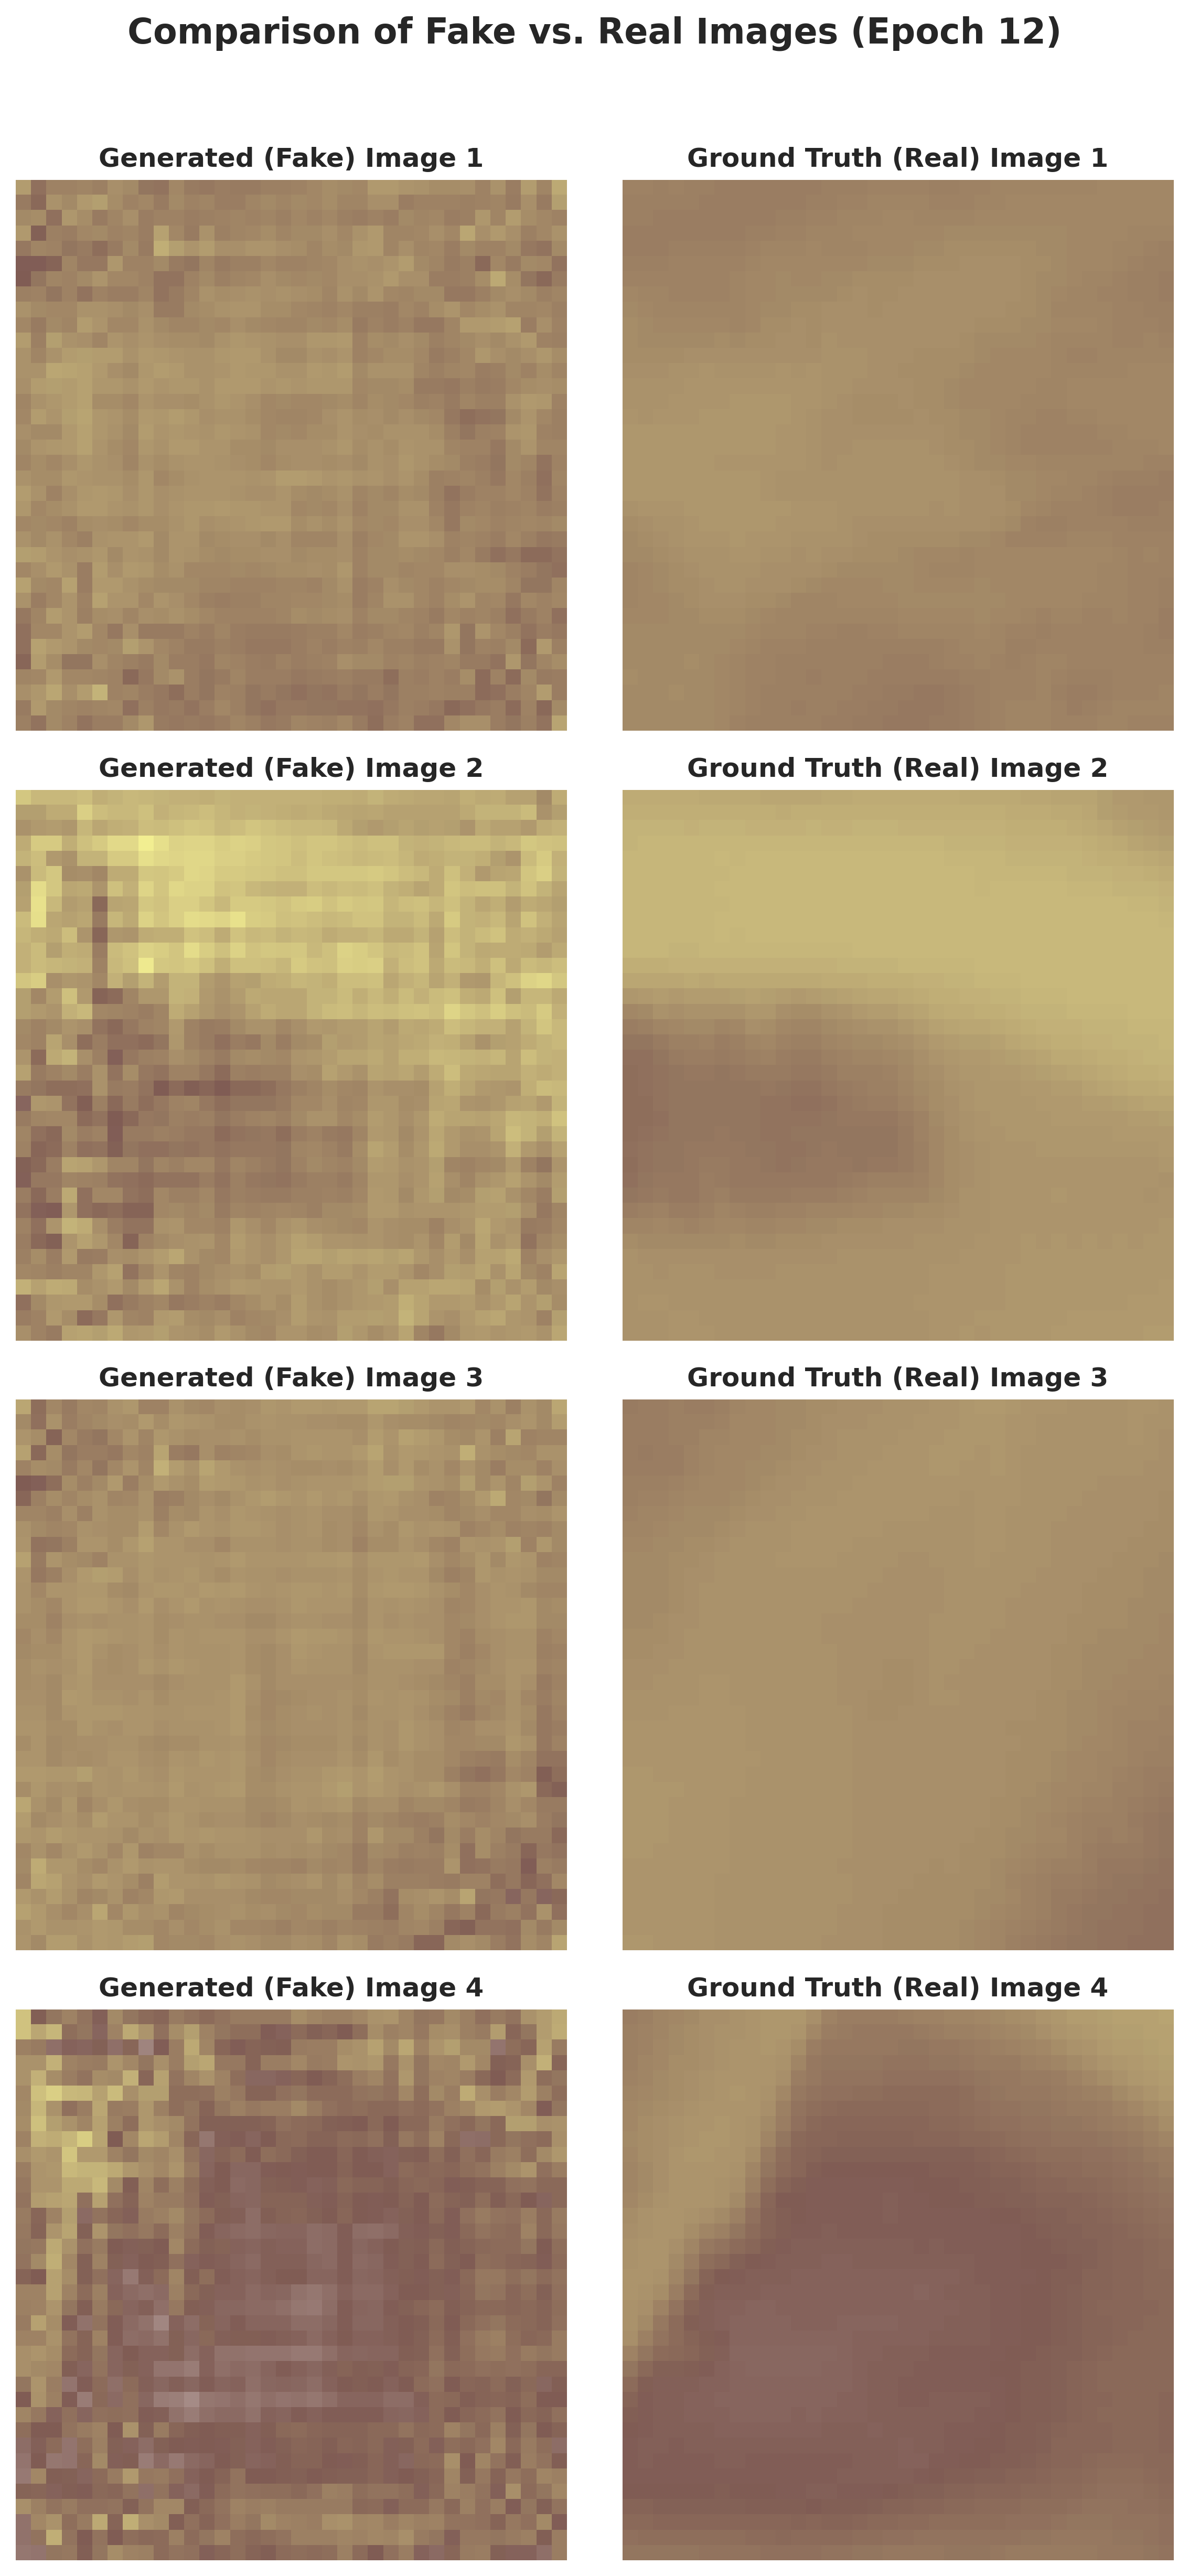 Comparison of Fake vs. Real Images (Epoch 12)
Generated (Fake) Image 1
Ground Truth (Real) Image 1
Generated (Fake) Image 2
Ground Truth (Real) Image 2
Generated (Fake) Image 3
Ground Truth (Real) Image 3
Generated (Fake) Image 4
Ground Truth (Real) Image 4